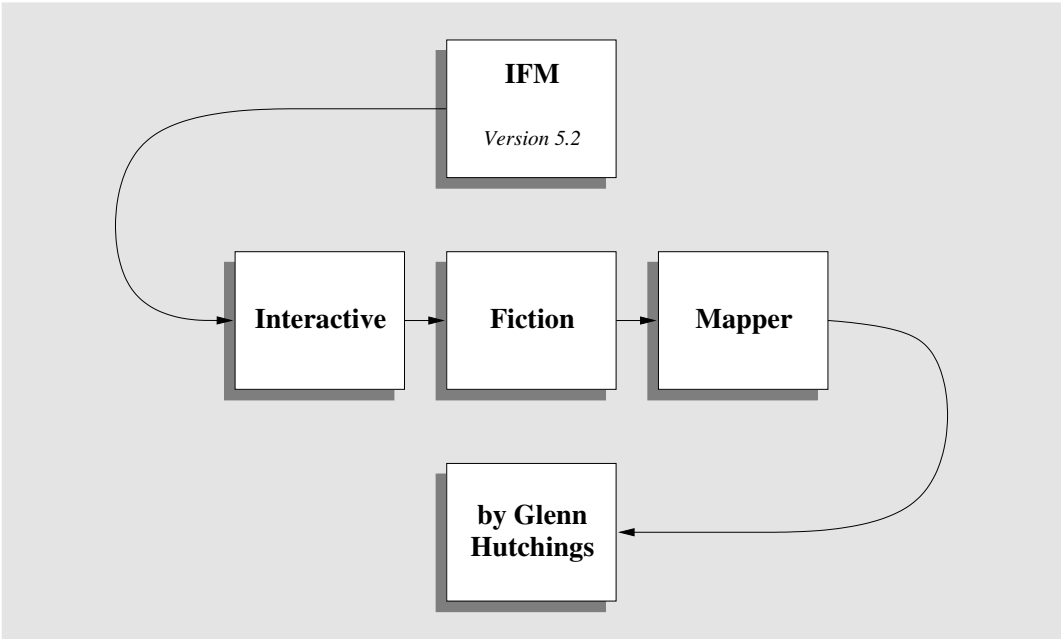 IFM
Version 5.2
Interactive
Fiction
Mapper
by Glenn
Hutchings